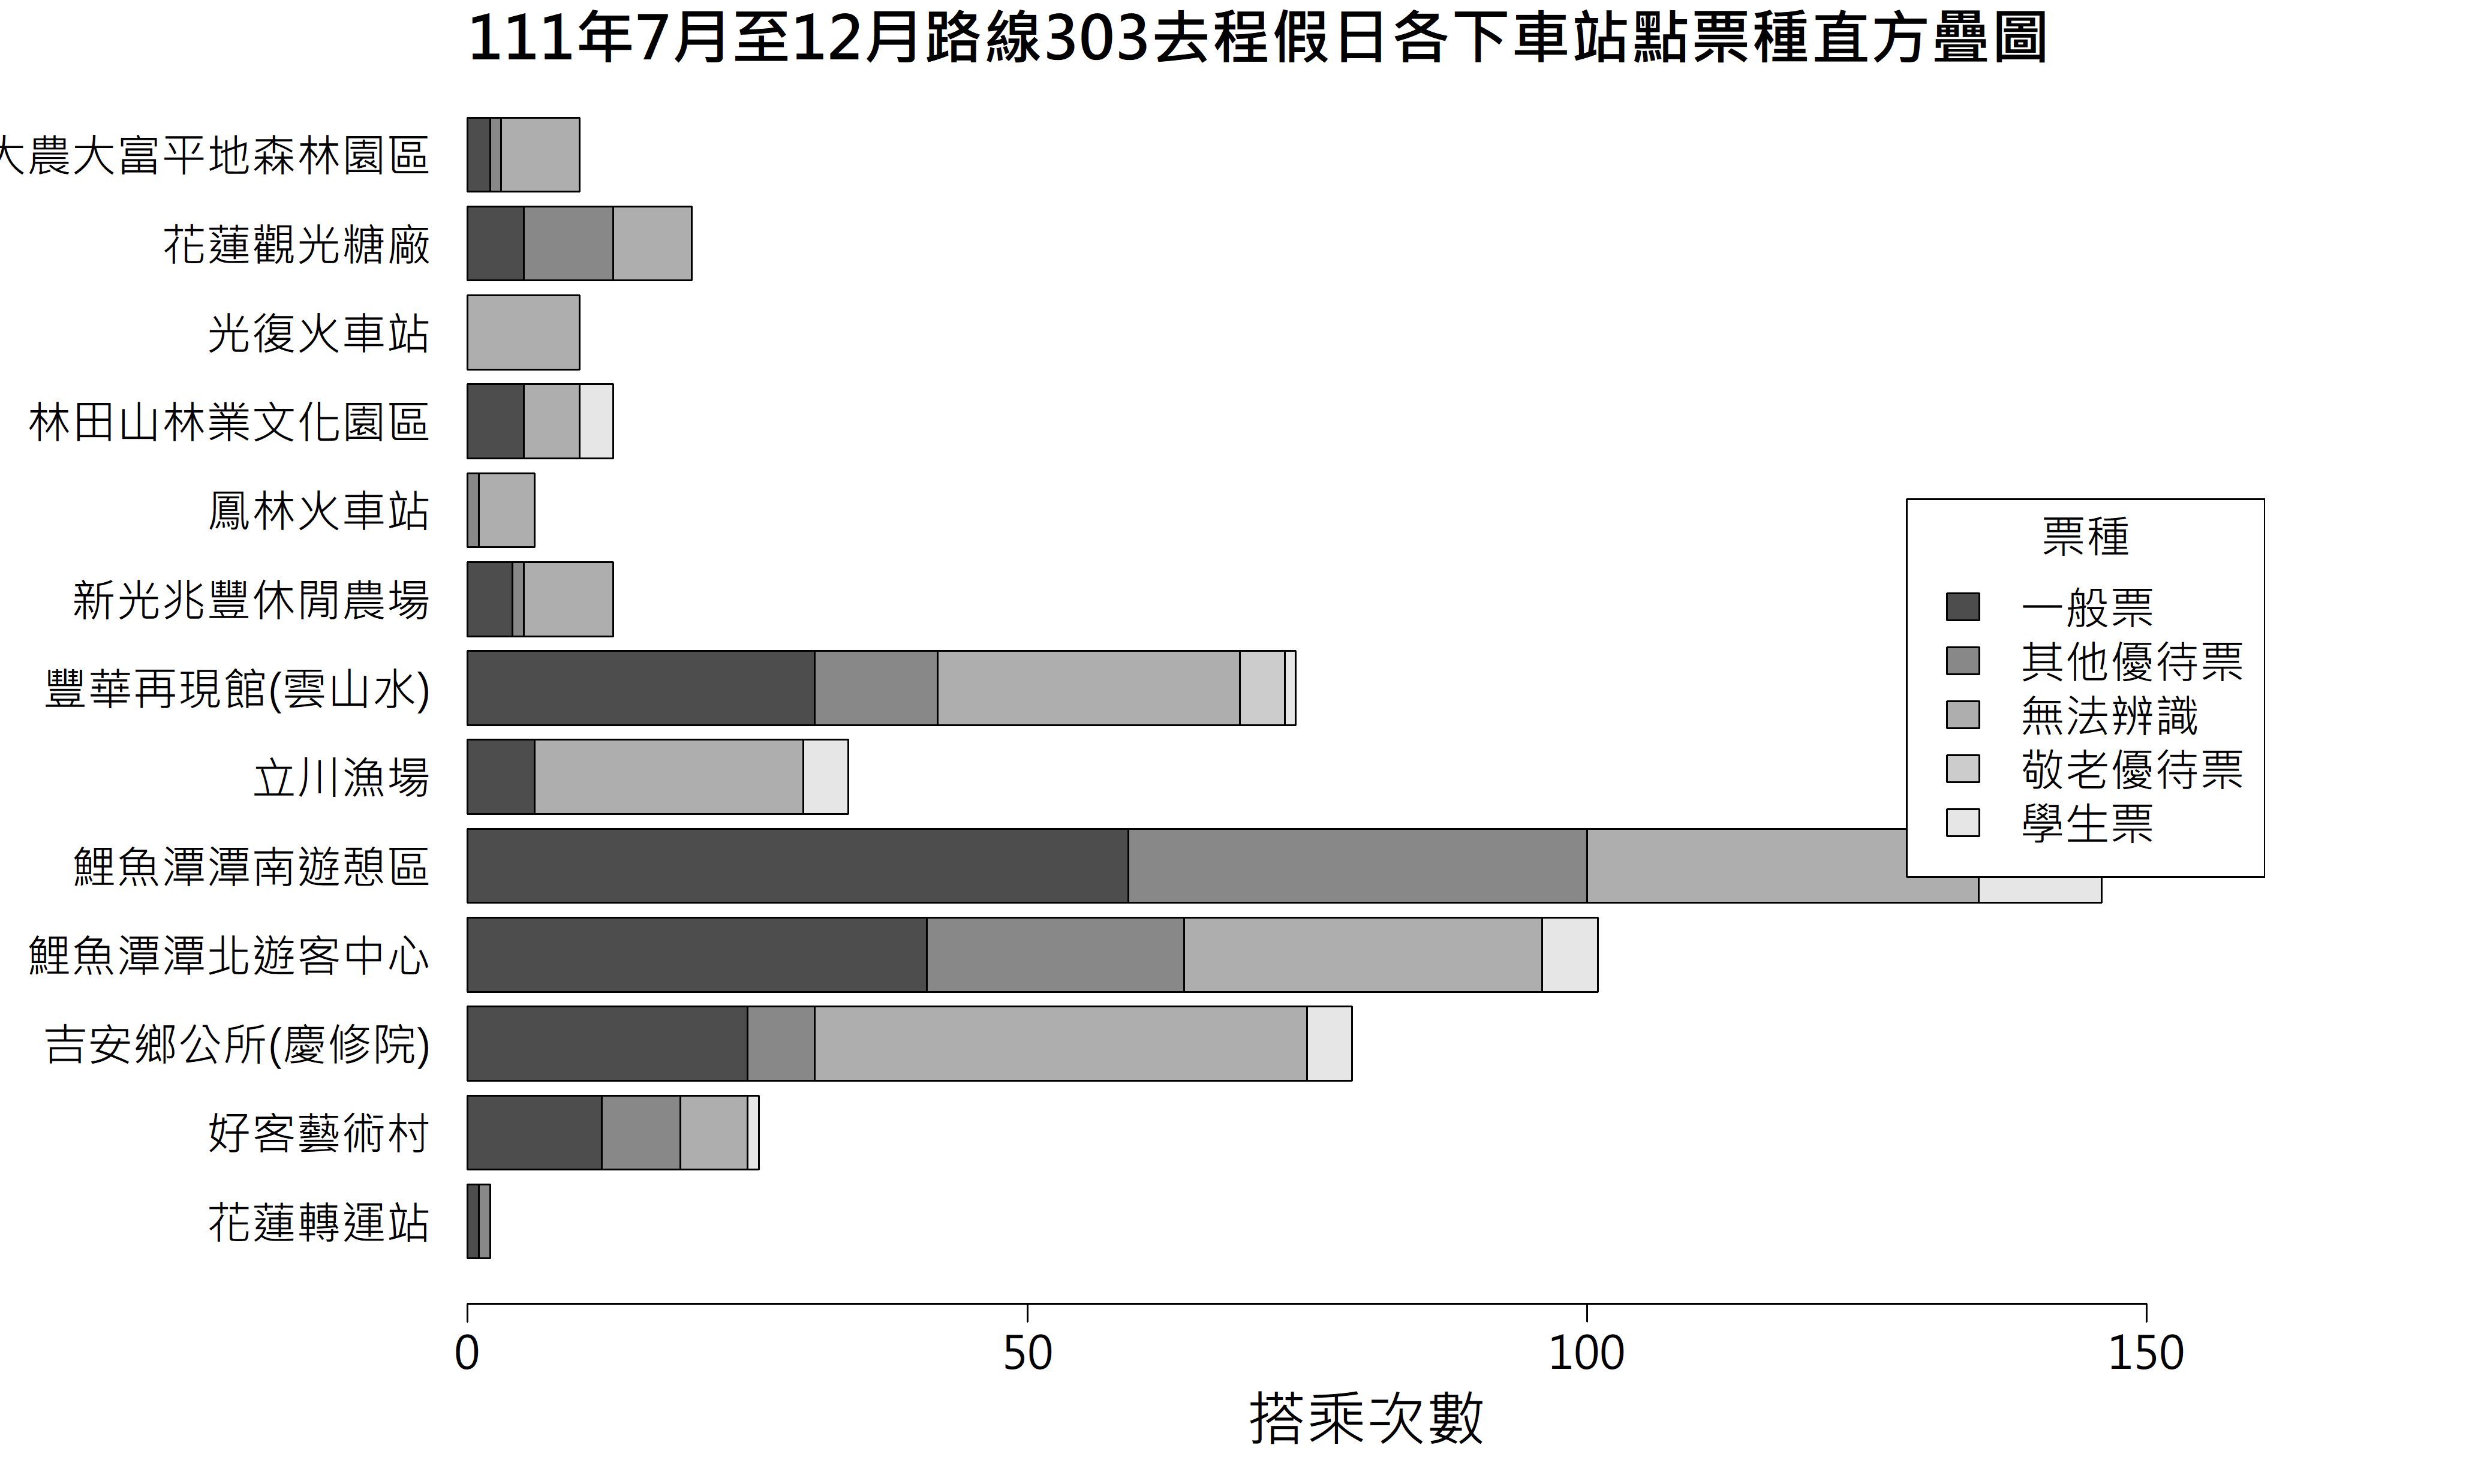 111年7月至12月路線303去程假日各下車站點票種直方疊圖
大農大富平地森林園區
花蓮觀光糖廠
光復火車站
林田山林業文化園區
鳳林火車站
新光兆豐休閒農場
豐華再現館(雲山水)
立川漁場
鯉魚潭潭南遊憩區
鯉魚潭潭北遊客中心
吉安鄉公所(慶修院)
好客藝術村
花蓮轉運站
票種
一般票
其他優待票
無法辨識
敬老優待票
學生票
0 50 100 150
搭乘次數